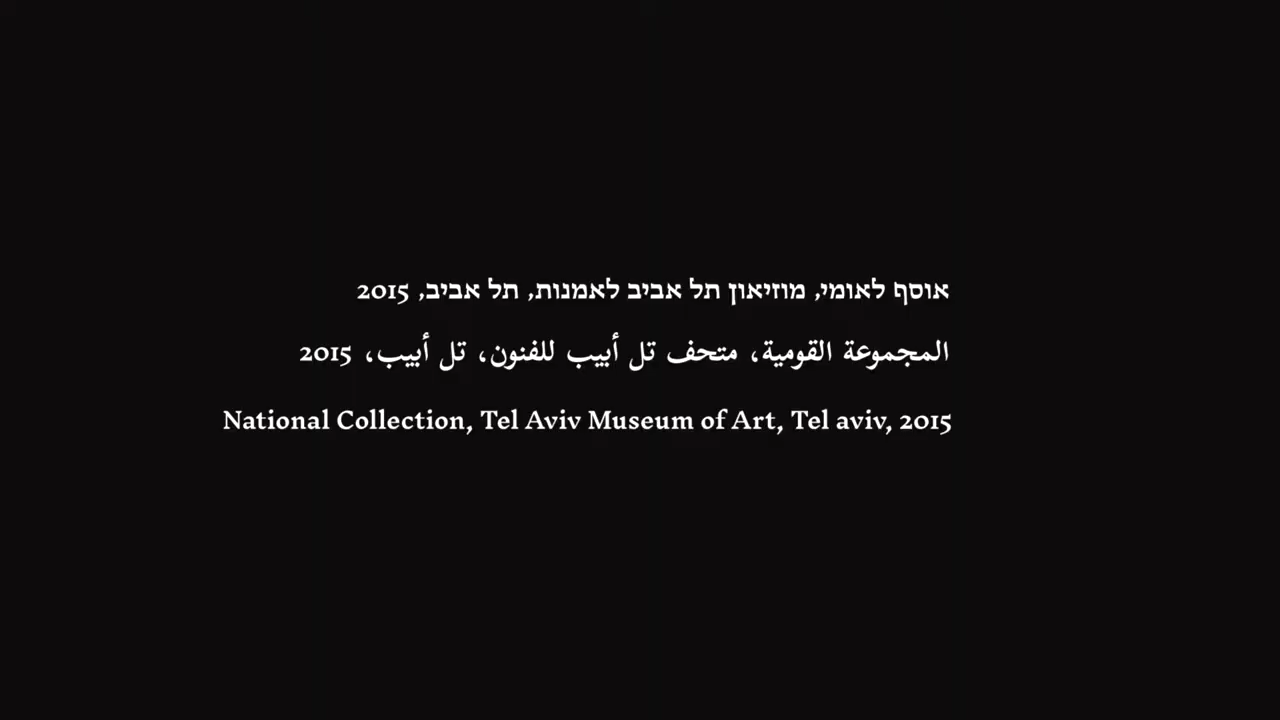 אוסף לאומי, מוזיאון תל אביב לאמנות, תל אביב, 2015
المجموعة القومية، متحف تل أبيب للفنون، تل أبيب، 2015
National Collection, Tel Aviv Museum of Art, Tel aviv, 2015